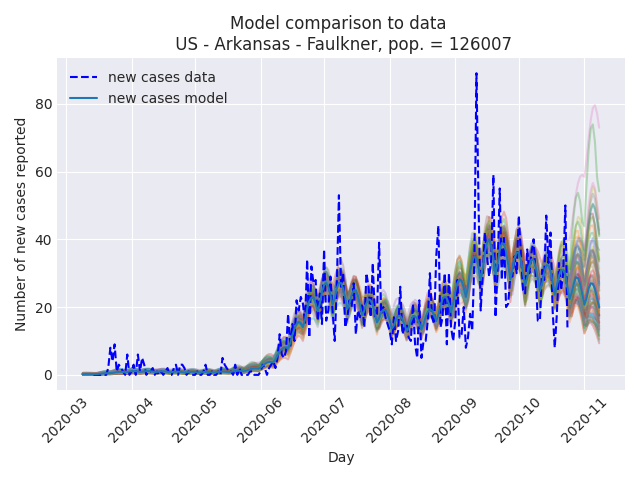 Model comparison to data
US - Arkansas - Faulkner, pop. = 126007
new cases data
new cases model
Number of new cases reported
80
60
40
20
0
2020-03
2020-04
2020-05
2020-06
2020-07
2020-08
2020-09
2020-10
2020-11
Day